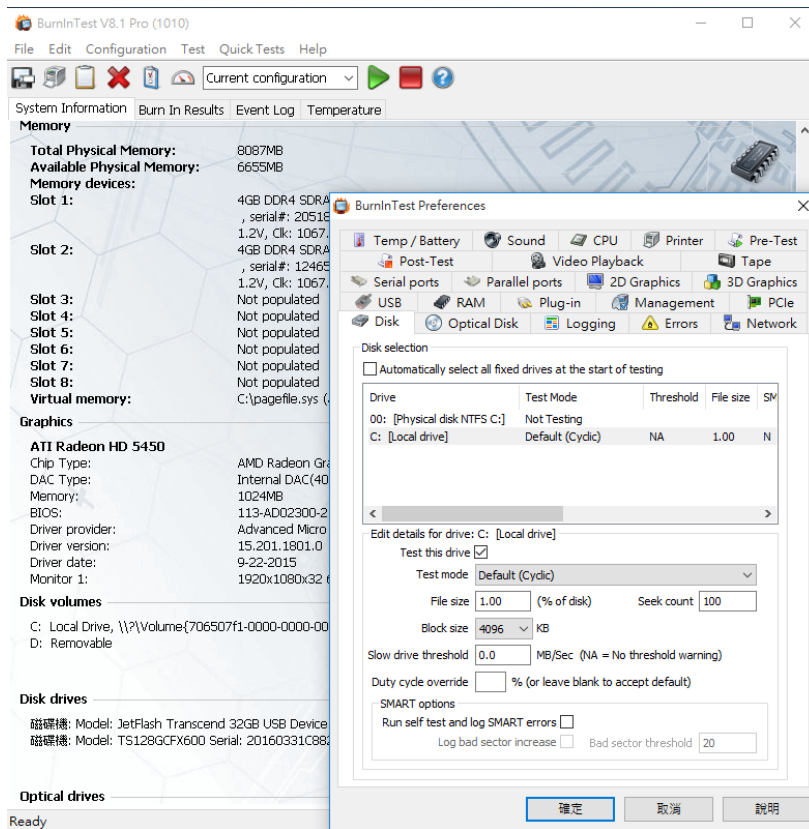 BurnInTest V8.1 Pro (1010)
File Edit Configuration Test Quick Tests Help
Current configuration
System Information Burn In Results Event Log Temperature
Memory
Total Physical Memory: 8087MB
Available Physical Memory: 6655MB
Memory devices:
Slot 1: 4GB DDR4 SDRA
, serial#: 20518
1.2V, Clk: 1067.
Slot 2: 4GB DDR4 SDRA
, serial#: 12465
1.2V, Clk: 1067.
Slot 3: Not populated
Slot 4: Not populated
Slot 5: Not populated
Slot 6: Not populated
Slot 7: Not populated
Slot 8: Not populated
Virtual memory: C:\pagefile.sys (.
Graphics
ATI Radeon HD 5450
Chip Type: AMD Radeon Gra
DAC Type: Internal DAC(40
Memory: 1024MB
BIOS: 113-AD02300-2
Driver provider: Advanced Micro
Driver version: 15.201.1801.0
Driver date: 9-22-2015
Monitor 1: 1920x1080x32
Disk volumes
C: Local Drive, \\?\Volume{706507f1-0000-0000-00
D: Removable
Disk drives
磁碟機: Model: JetFlash Transcend 32GB USB Device
磁碟機: Model: TS128GCFX600 Serial: 20160331C882
Optical drives
Ready
BurnInTest Preferences
Temp / Battery Sound CPU Printer Pre-Test
Post-Test Video Playback Tape
Serial ports Parallel ports 2D Graphics 3D Graphics
USB RAM Plug-in Management PCIe
Disk Optical Disk Logging Errors Network
Disk selection
Automatically select all fixed drives at the start of testing
Drive Test Mode Threshold File size SM
00: [Physical disk NTFS C:] Not Testing
C: [Local drive] Default (Cyclic) NA 1.00 N
Edit details for drive: C: [Local drive]
Test this drive
Test mode Default (Cyclic)
File size 1.00 (% of disk) Seek count 100
Block size 4096 KB
Slow drive threshold 0.0 MB/Sec (NA = No threshold warning)
Duty cycle override % (or leave blank to accept default)
SMART options
Run self test and log SMART errors
Log bad sector increase Bad sector threshold 20
確定 取消 說明